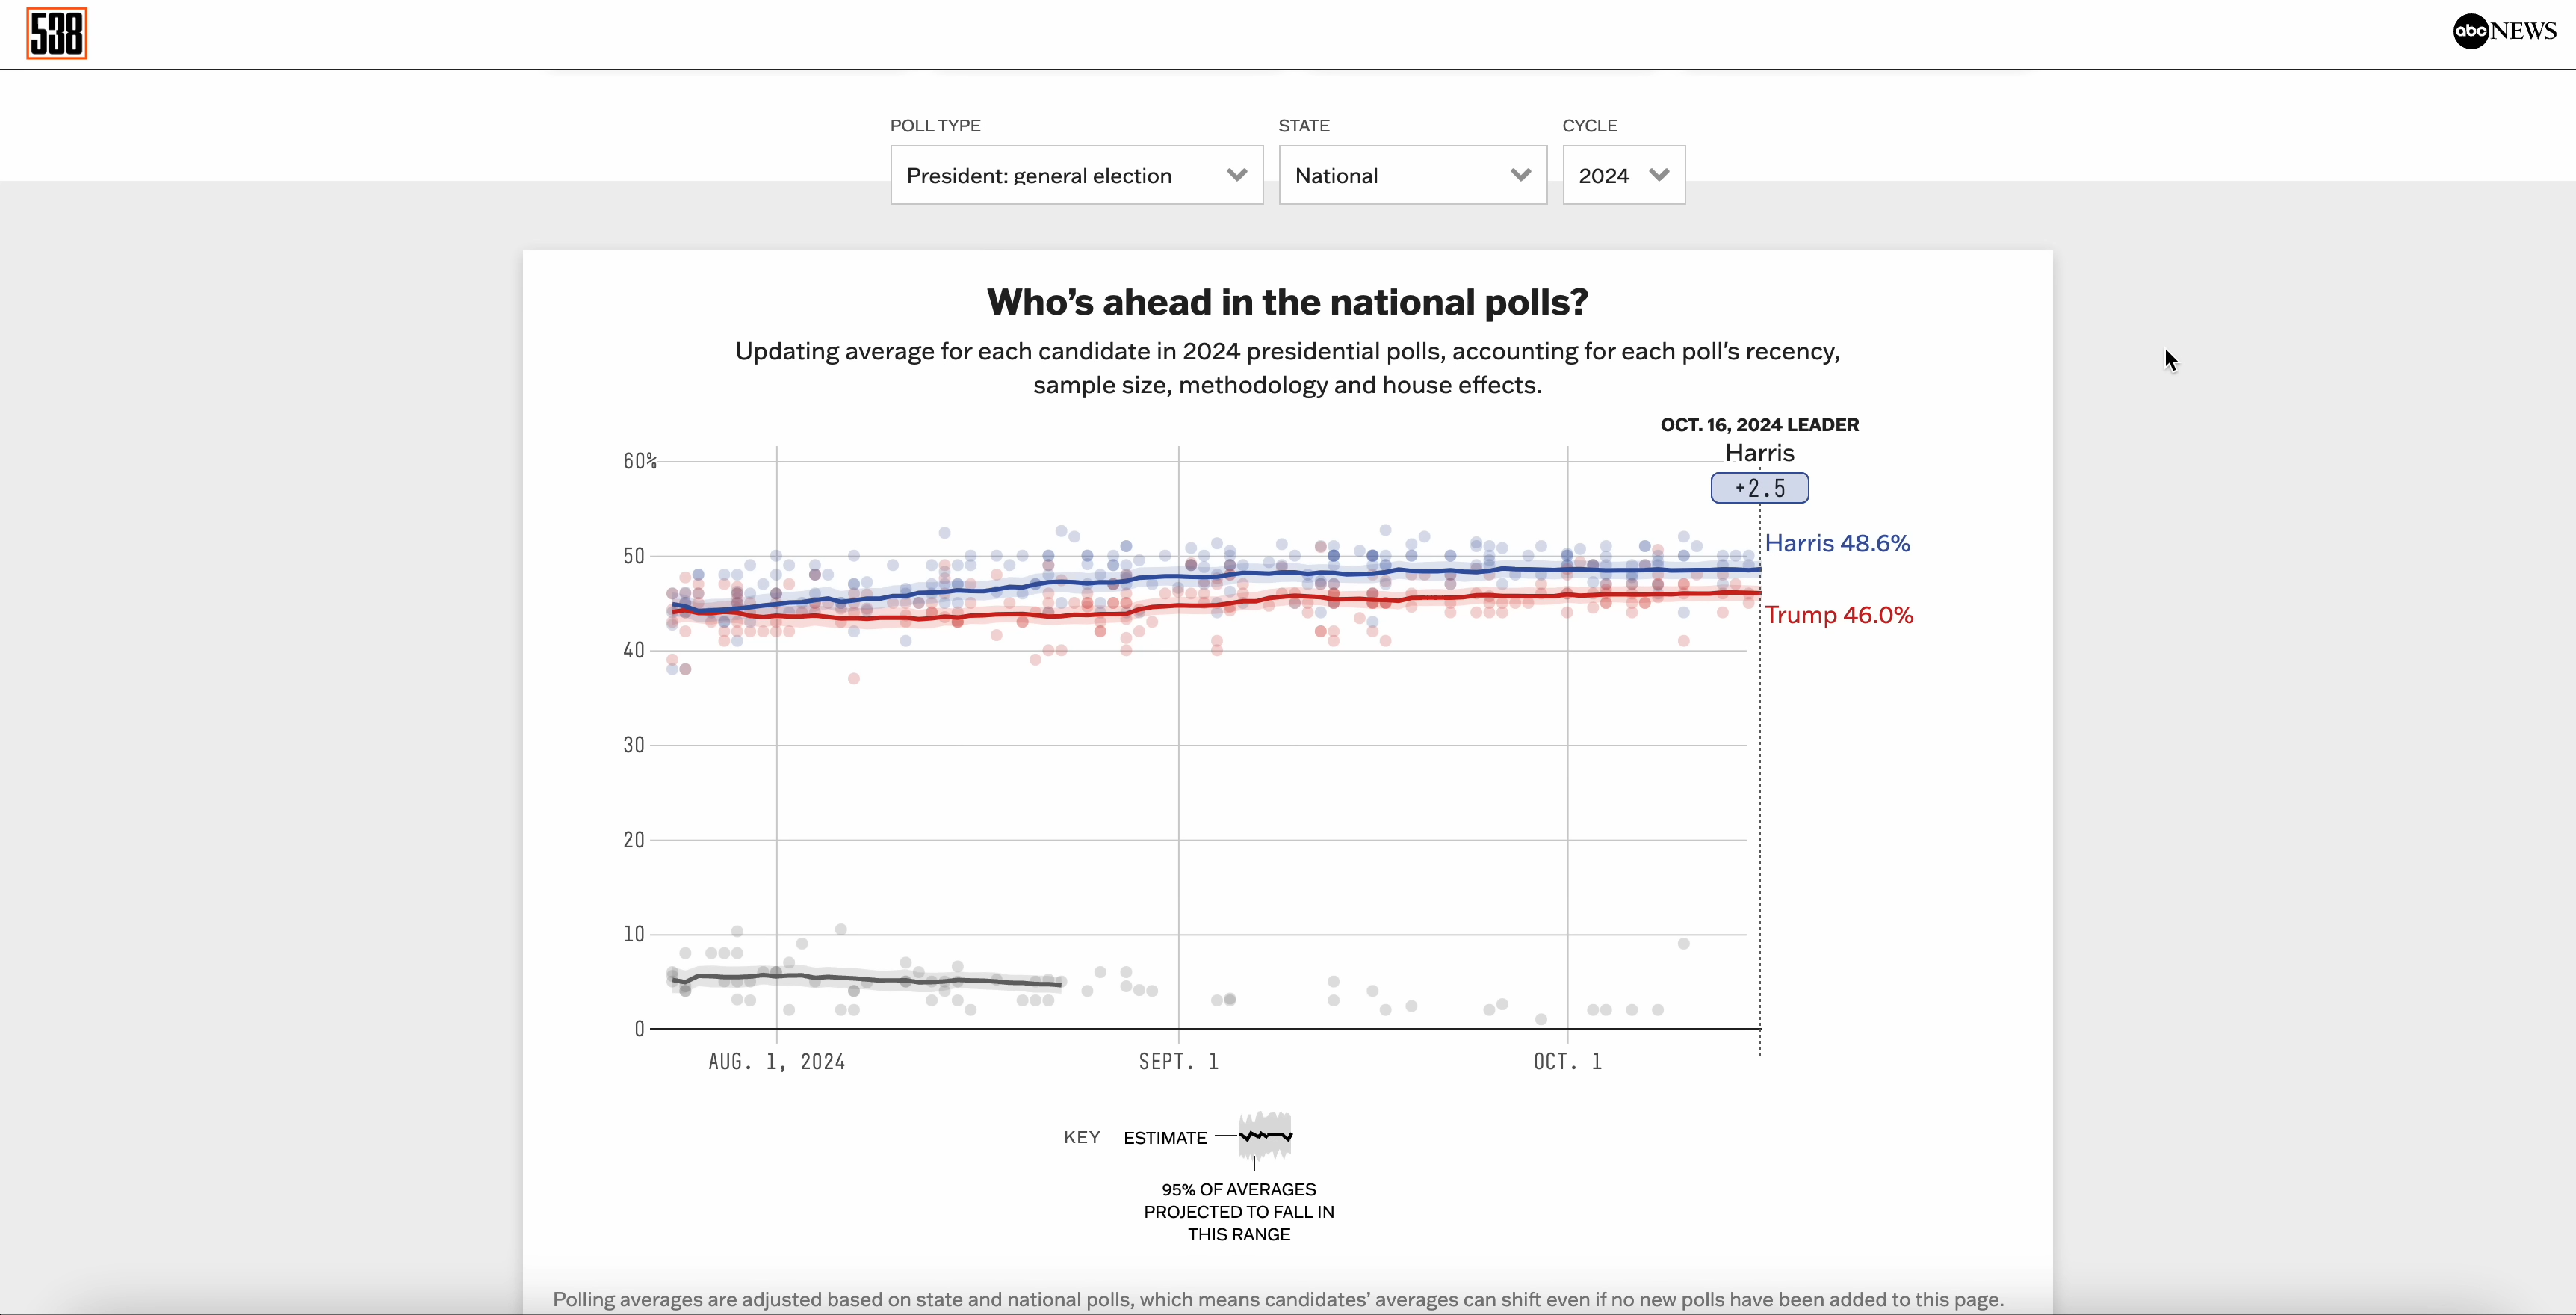 538
abc NEWS
POLL TYPE
STATE
CYCLE
President: general election
National
2024
Who’s ahead in the national polls?
Updating average for each candidate in 2024 presidential polls, accounting for each poll’s recency,
sample size, methodology and house effects.
OCT. 16, 2024 LEADER
Harris
+2.5
60%
50
40
30
20
10
0
Harris 48.6%
Trump 46.0%
AUG. 1, 2024
SEPT. 1
OCT. 1
KEY
ESTIMATE
95% OF AVERAGES
PROJECTED TO FALL IN
THIS RANGE
Polling averages are adjusted based on state and national polls, which means candidates’ averages can shift even if no new polls have been added to this page.